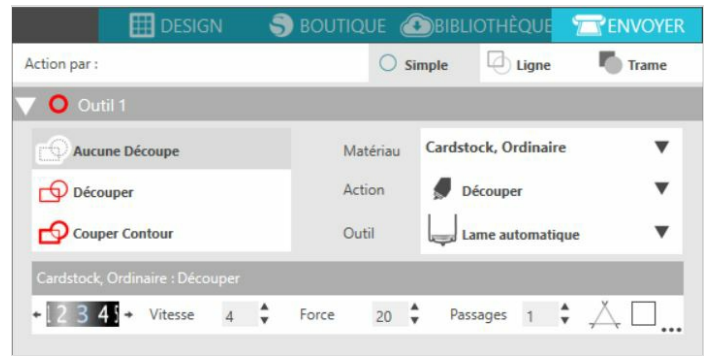 DESIGN BOUTIQUE BIBLIOTHÈQUE ENVOYER
Action par : Simple Ligne Trame
Outil 1
Aucune Découpe Matériau Cardstock, Ordinaire
Découper Action Découper
Couper Contour Outil Lame automatique
Cardstock, Ordinaire : Découper
1 2 3 4 5 Vitesse 4 Force 20 Passages 1 ...